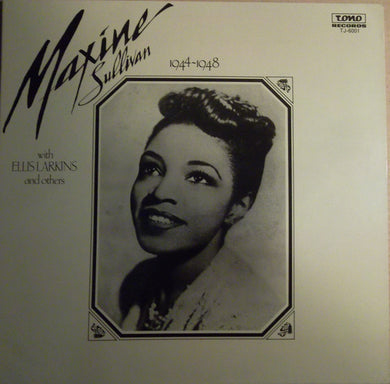 Maxine
Sullivan
TONO
RECORDS
TJ-6001
1944-1948
with
ELLIS LARKINS
and others